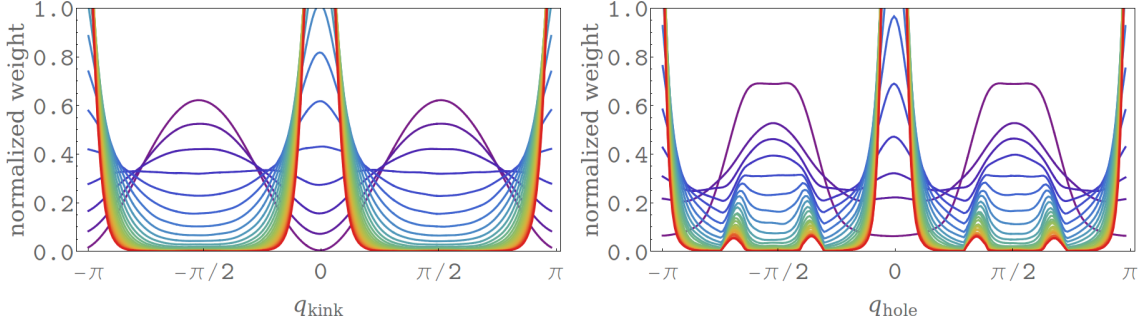 1.0
0.8
0.6
0.4
0.2
0.0
normalized weight
−π
−π/2
0
π/2
π
q_kink
1.0
0.8
0.6
0.4
0.2
0.0
normalized weight
−π
−π/2
0
π/2
π
q_hole